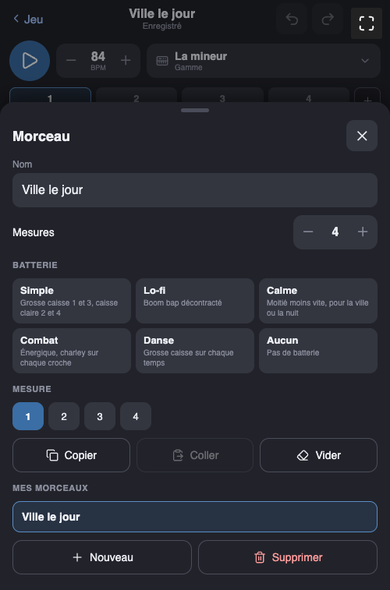 Jeu
Ville le jour
Enregistré
84
BPM
La mineur
Gamme
1 2 3 4
Morceau
Nom
Ville le jour
Mesures
4
BATTERIE
Simple
Grosse caisse 1 et 3, caisse
claire 2 et 4
Lo-fi
Boom bap décontracté
Calme
Moitié moins vite, pour la ville
ou la nuit
Combat
Énergique, charley sur
chaque croche
Danse
Grosse caisse sur chaque
temps
Aucun
Pas de batterie
MESURE
1 2 3 4
Copier
Coller
Vider
MES MORCEAUX
Ville le jour
Nouveau
Supprimer